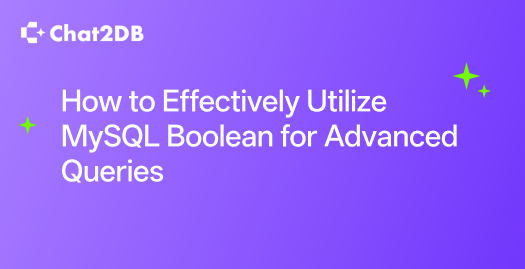 Chat2DB
How to Effectively Utilize
MySQL Boolean for Advanced
Queries